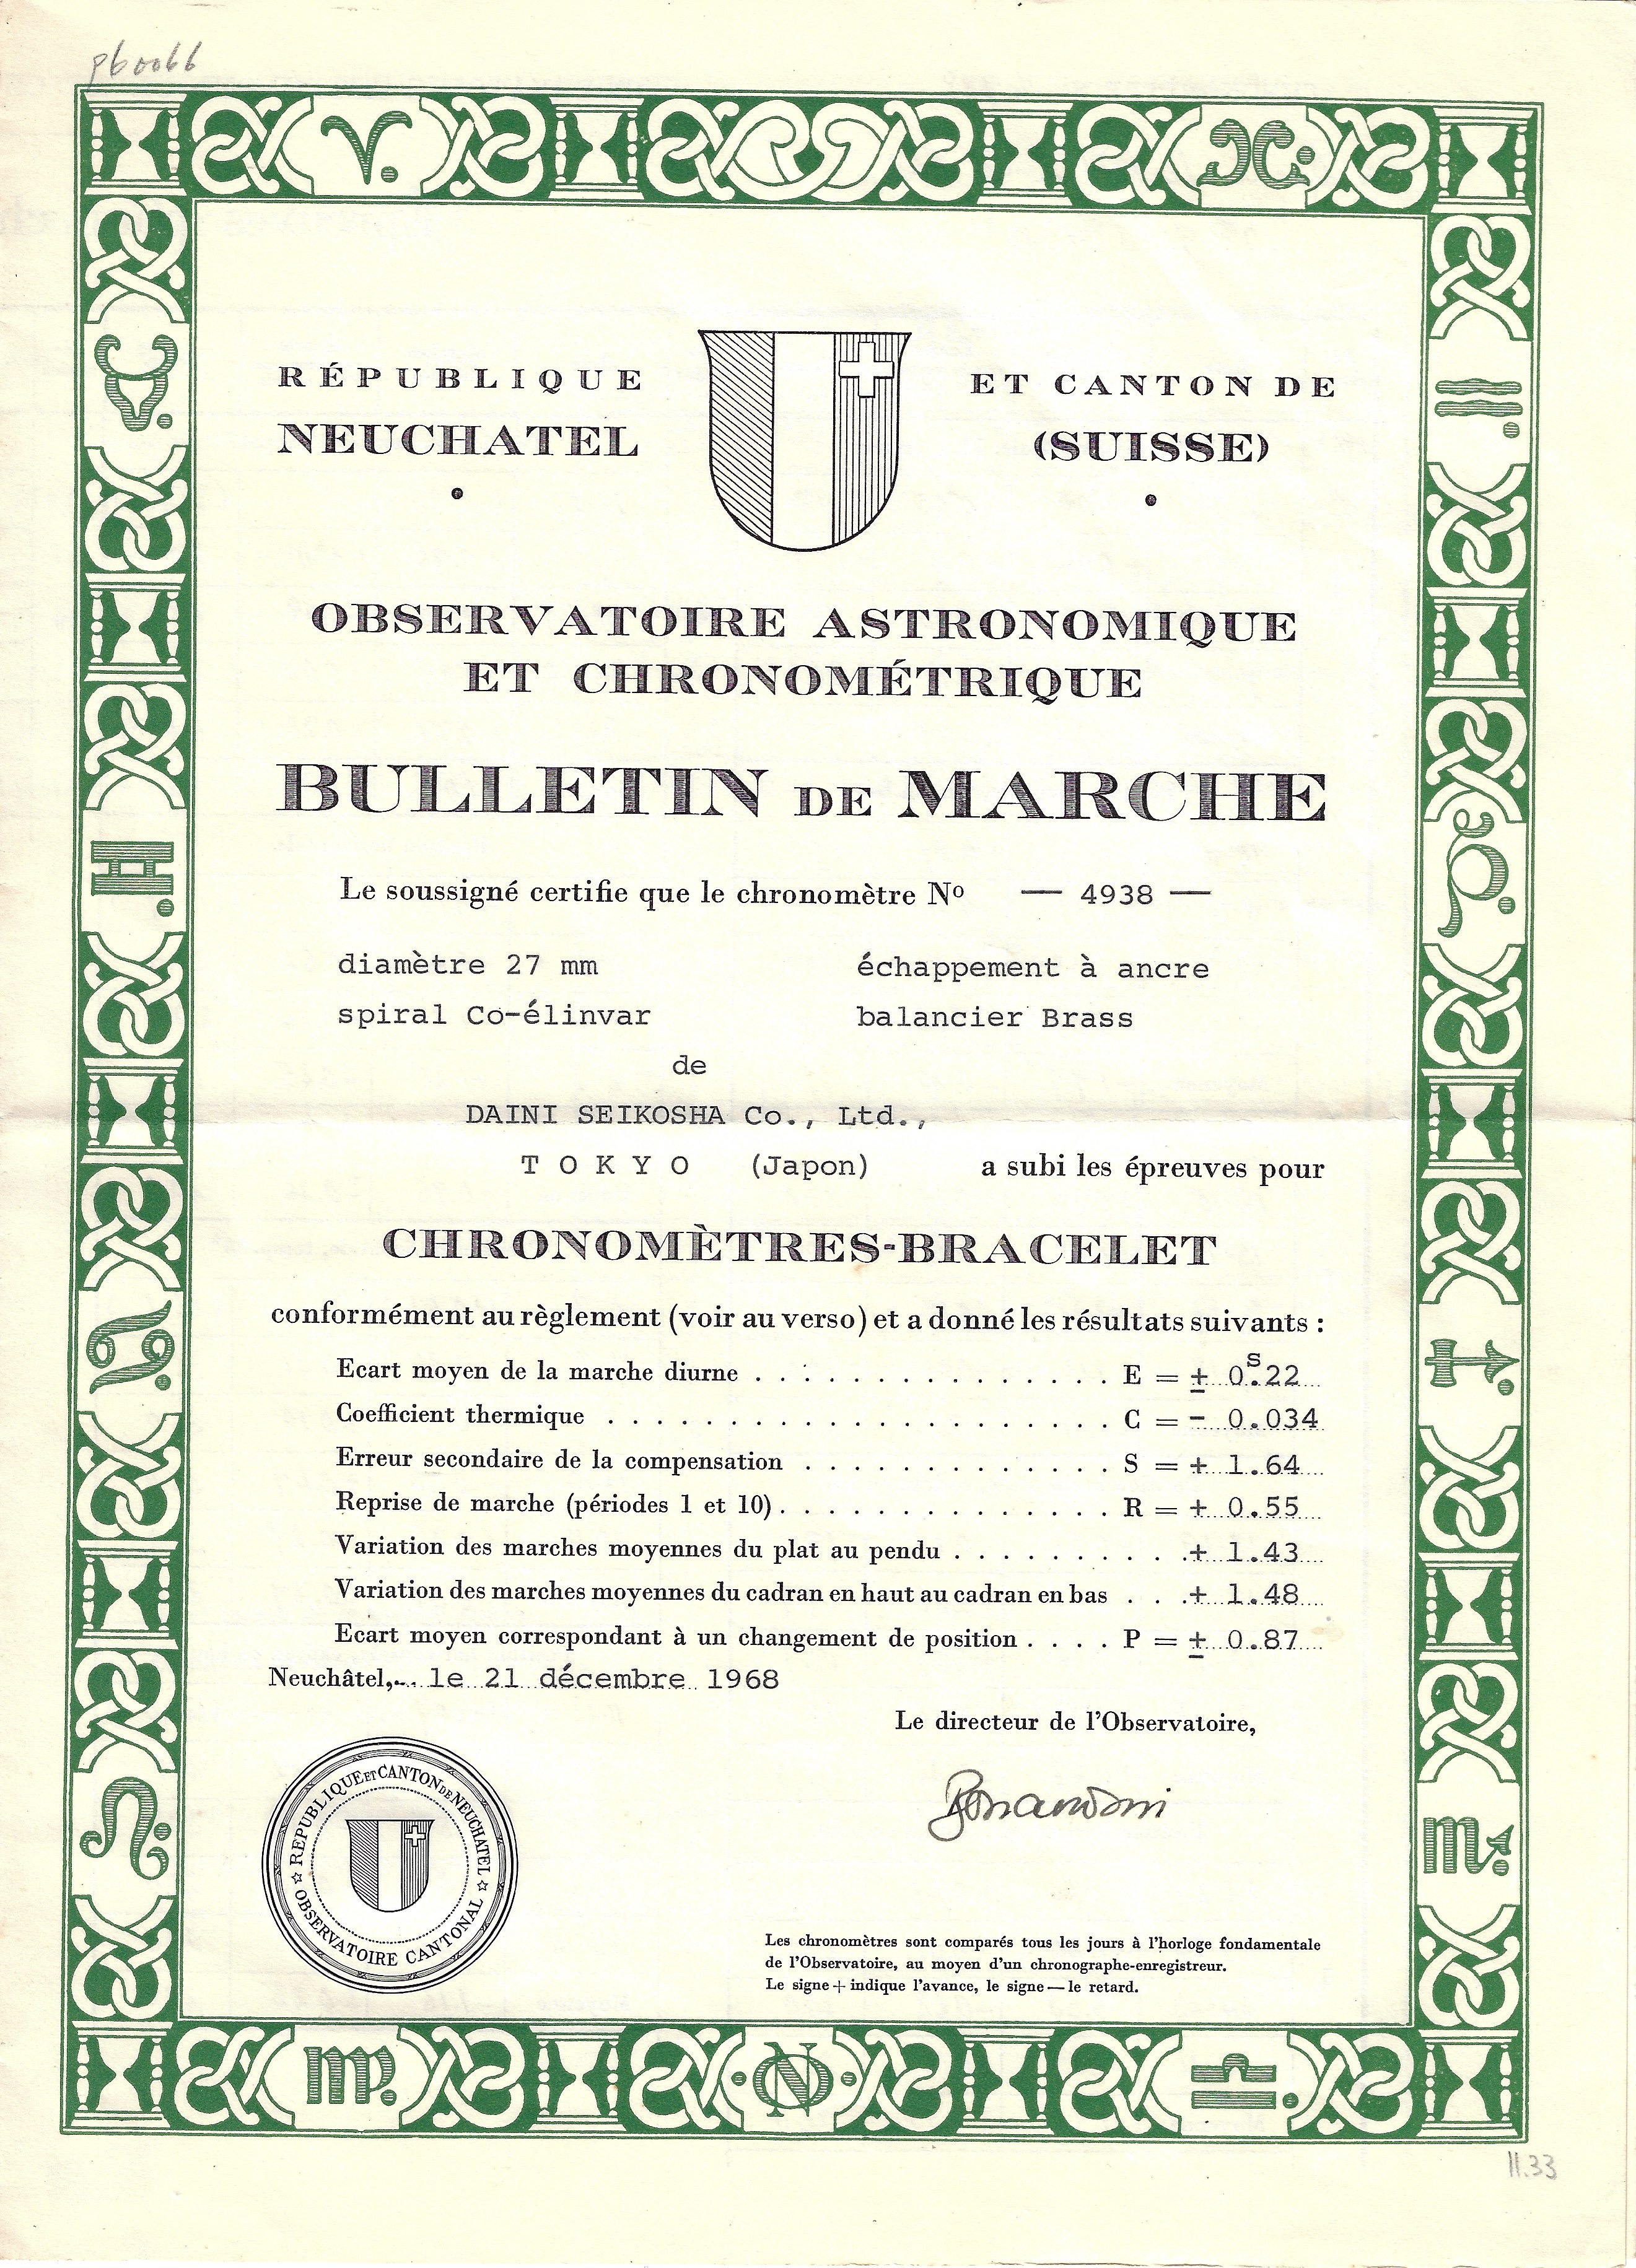 pb0066
RÉPUBLIQUE ET CANTON DE
NEUCHATEL (SUISSE)
OBSERVATOIRE ASTRONOMIQUE
ET CHRONOMÉTRIQUE
BULLETIN DE MARCHE
Le soussigné certifie que le chronomètre Nº — 4938 —
diamètre 27 mm échappement à ancre
spiral Co-élinvar balancier Brass
de
DAINI SEIKOSHA Co., Ltd.,
T O K Y O (Japon) a subi les épreuves pour
CHRONOMÈTRES-BRACELET
conformément au règlement (voir au verso) et a donné les résultats suivants :
Ecart moyen de la marche diurne . . . . . . . . . . . . . . . E = ± 0ˢ.22
Coefficient thermique . . . . . . . . . . . . . . . . . . . . C = - 0.034
Erreur secondaire de la compensation . . . . . . . . . . . . . S = + 1.64
Reprise de marche (périodes 1 et 10) . . . . . . . . . . . . . . R = + 0.55
Variation des marches moyennes du plat au pendu . . . . . . . . . . + 1.43
Variation des marches moyennes du cadran en haut au cadran en bas . . . + 1.48
Ecart moyen correspondant à un changement de position . . . . P = ± 0.87
Neuchâtel, le 21 décembre 1968
Le directeur de l'Observatoire,
RÉPUBLIQUE ET CANTON DE NEUCHATEL
OBSERVATOIRE CANTONAL
Les chronomètres sont comparés tous les jours à l'horloge fondamentale
de l'Observatoire, au moyen d'un chronographe-enregistreur.
Le signe + indique l'avance, le signe — le retard.
11.33